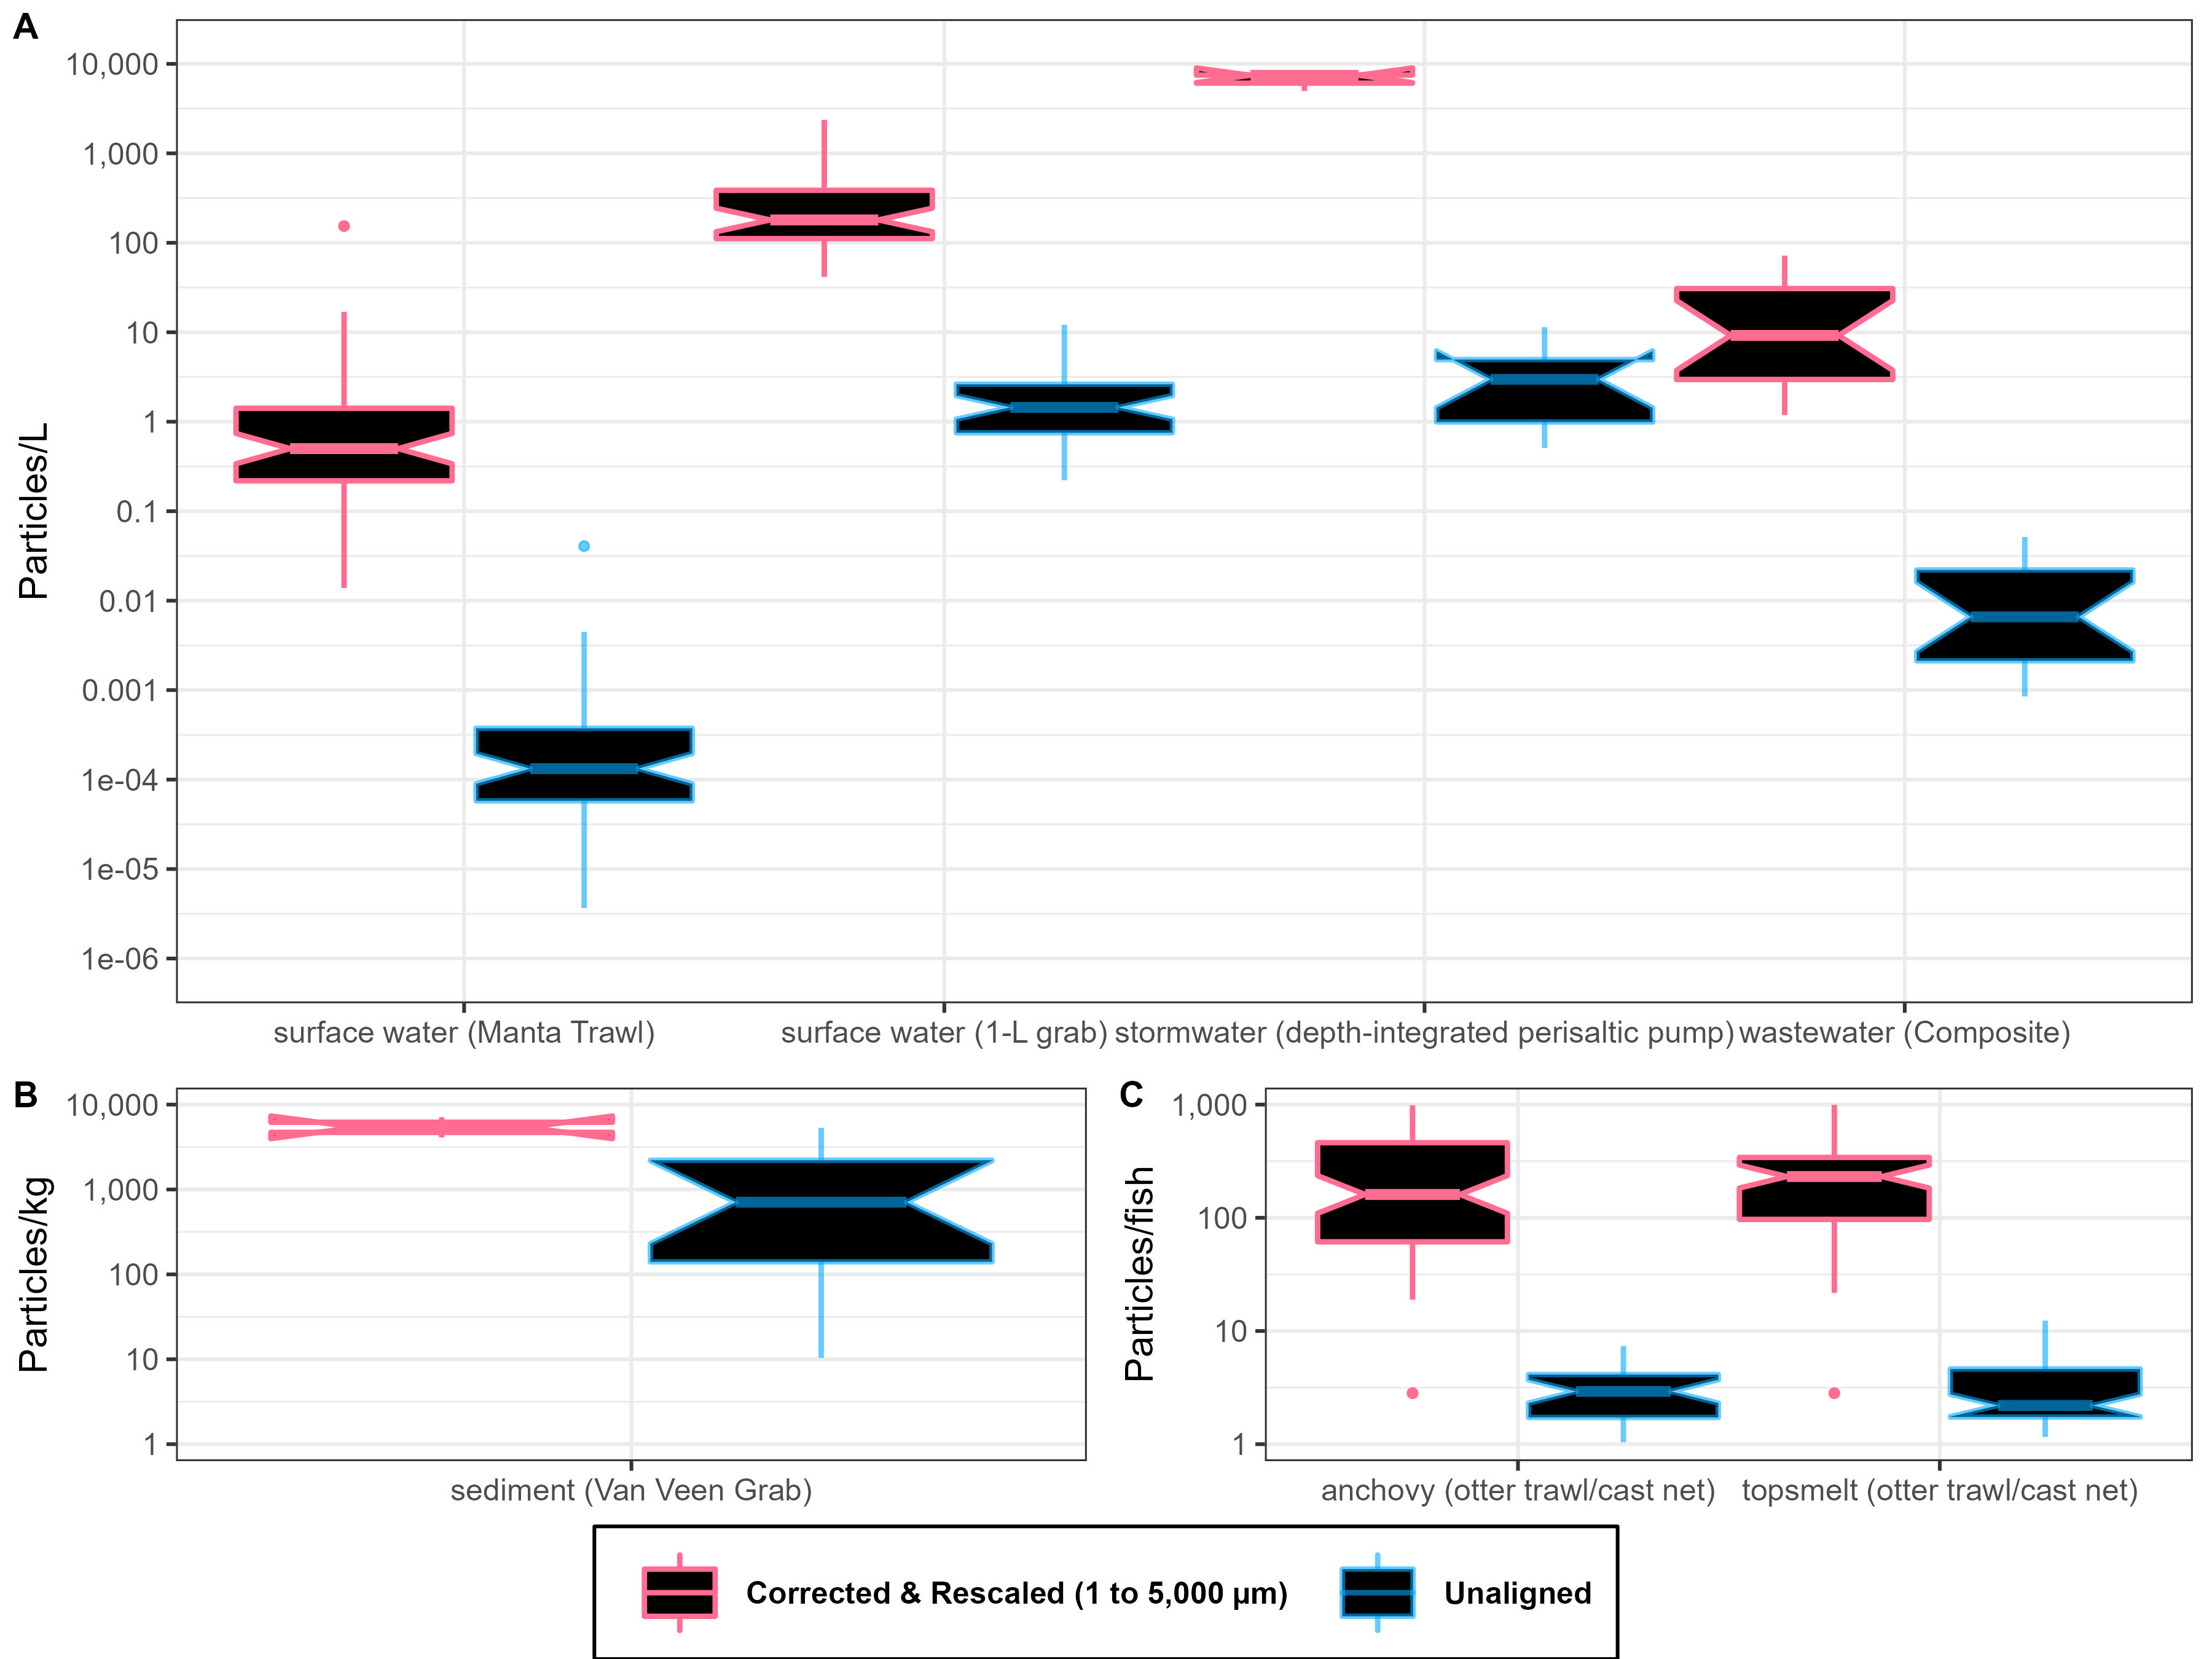 A
Particles/L
10,000
1,000
100
10
1
0.1
0.01
0.001
1e-04
1e-05
1e-06
surface water (Manta Trawl)
surface water (1-L grab)
stormwater (depth-integrated perisaltic pump)
wastewater (Composite)
B
Particles/kg
10,000
1,000
100
10
1
sediment (Van Veen Grab)
C
Particles/fish
1,000
100
10
1
anchovy (otter trawl/cast net)
topsmelt (otter trawl/cast net)
Corrected & Rescaled (1 to 5,000 μm)
Unaligned